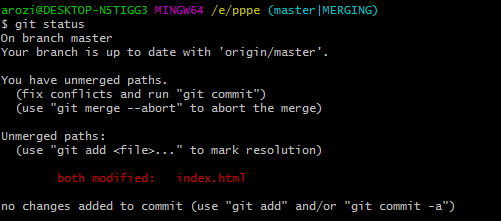 arozi@DESKTOP-N5TIGG3 MINGW64 /e/pppe (master|MERGING)
$ git status
On branch master
Your branch is up to date with 'origin/master'.
You have unmerged paths.
(fix conflicts and run "git commit")
(use "git merge --abort" to abort the merge)
Unmerged paths:
(use "git add <file>..." to mark resolution)
both modified: index.html
no changes added to commit (use "git add" and/or "git commit -a")